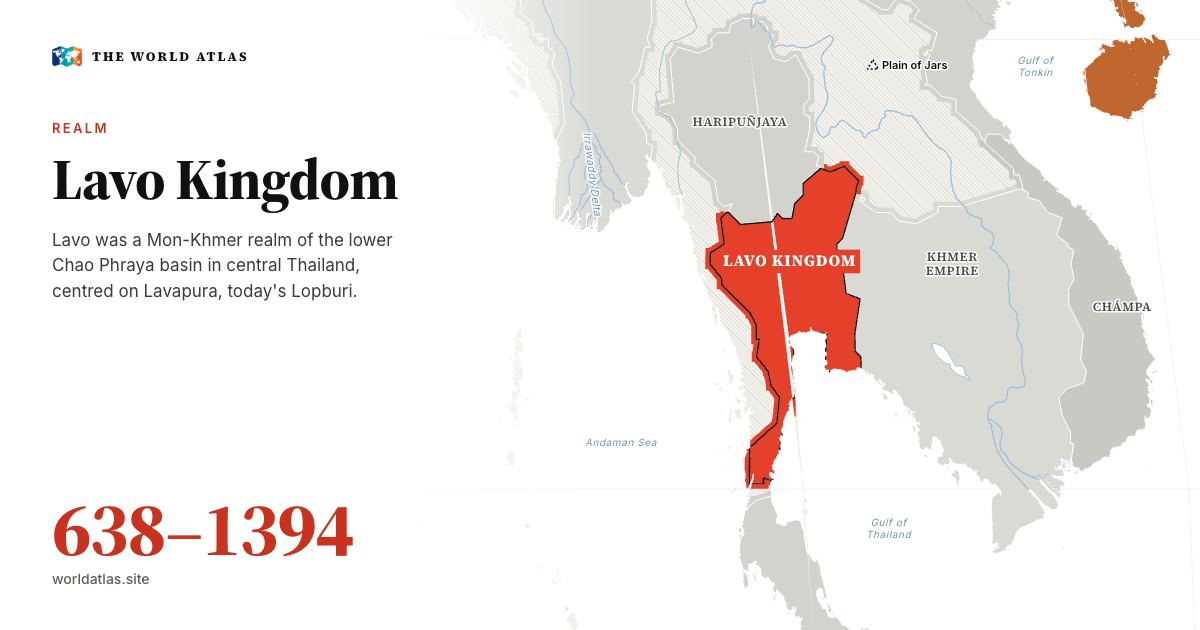 THE WORLD ATLAS
REALM
Lavo Kingdom
Lavo was a Mon-Khmer realm of the lower
Chao Phraya basin in central Thailand,
centred on Lavapura, today's Lopburi.
638–1394
worldatlas.site
Plain of Jars
Gulf of
Tonkin
HARIPUÑJAYA
Irrawaddy Delta
LAVO KINGDOM
KHMER
EMPIRE
CHÁMPA
Andaman Sea
Gulf of
Thailand